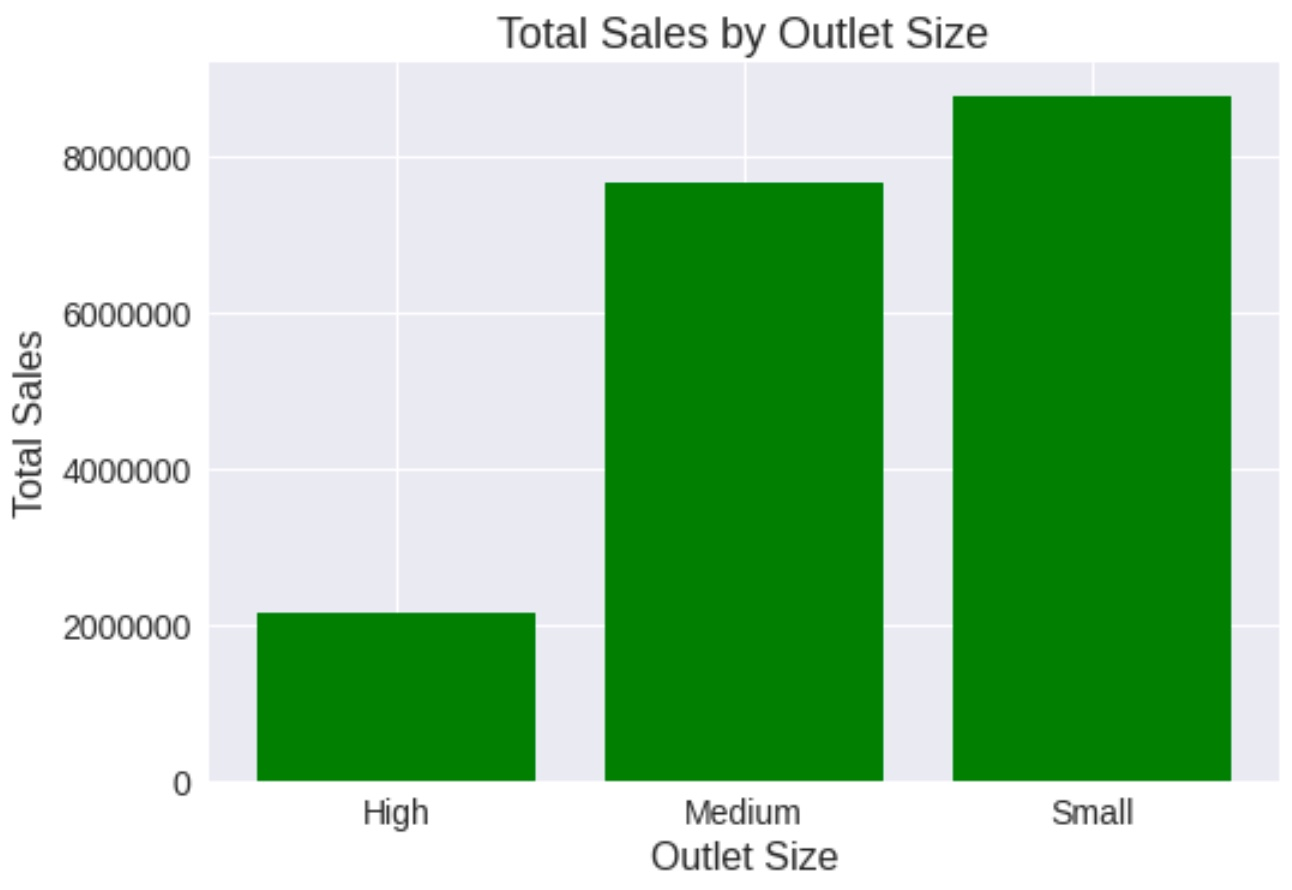 Total Sales by Outlet Size
Total Sales
8000000
6000000
4000000
2000000
0
High Medium Small
Outlet Size